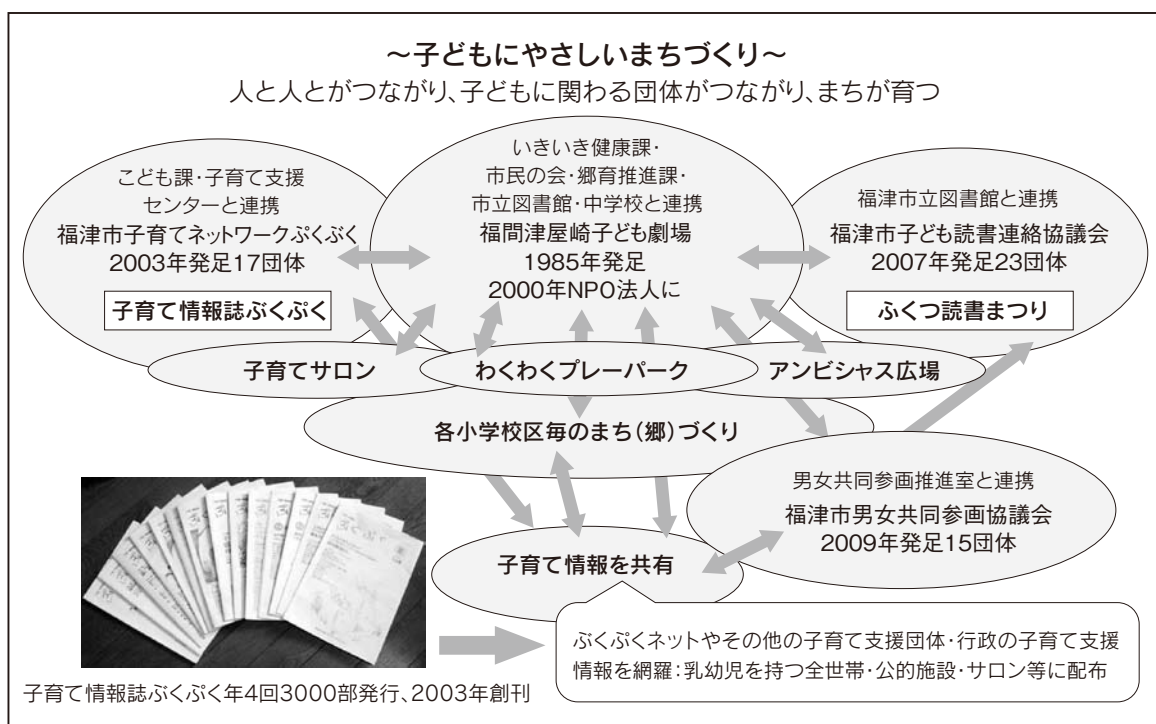 ～子どもにやさしいまちづくり～
人と人とがつながり、子どもに関わる団体がつながり、まちが育つ
こども課・子育て支援
センターと連携
福津市子育てネットワークぷくぷく
2003年発足17団体
子育て情報誌ぷくぷく
いきいき健康課・
市民の会・郷育推進課・
市立図書館・中学校と連携
福間津屋崎子ども劇場
1985年発足
2000年NPO法人に
福津市立図書館と連携
福津市子ども読書連絡協議会
2007年発足23団体
ふくつ読書まつり
子育てサロン
わくわくプレーパーク
アンビシャス広場
各小学校区毎のまち（郷）づくり
男女共同参画推進室と連携
福津市男女共同参画協議会
2009年発足15団体
子育て情報を共有
ぷくぷくネットやその他の子育て支援団体・行政の子育て支援
情報を網羅：乳幼児を持つ全世帯・公的施設・サロン等に配布
子育て情報誌ぷくぷく年4回3000部発行、2003年創刊